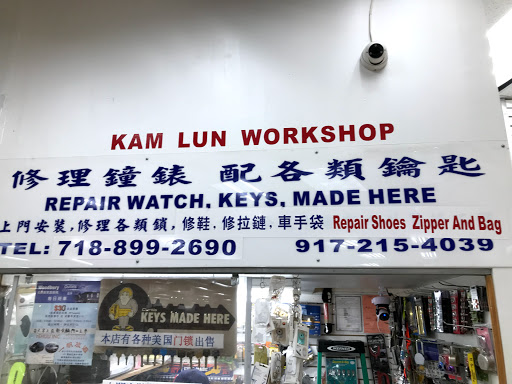 KAM LUN WORKSHOP
修理鐘錶 配各類鑰匙
REPAIR WATCH, KEYS, MADE HERE
上門安裝,修理各類鎖,修鞋,修拉鏈,車手袋 Repair Shoes Zipper And Bag
TEL: 718-899-2690 917-215-4039
KEYS MADE HERE
本店有各种美国门锁出售